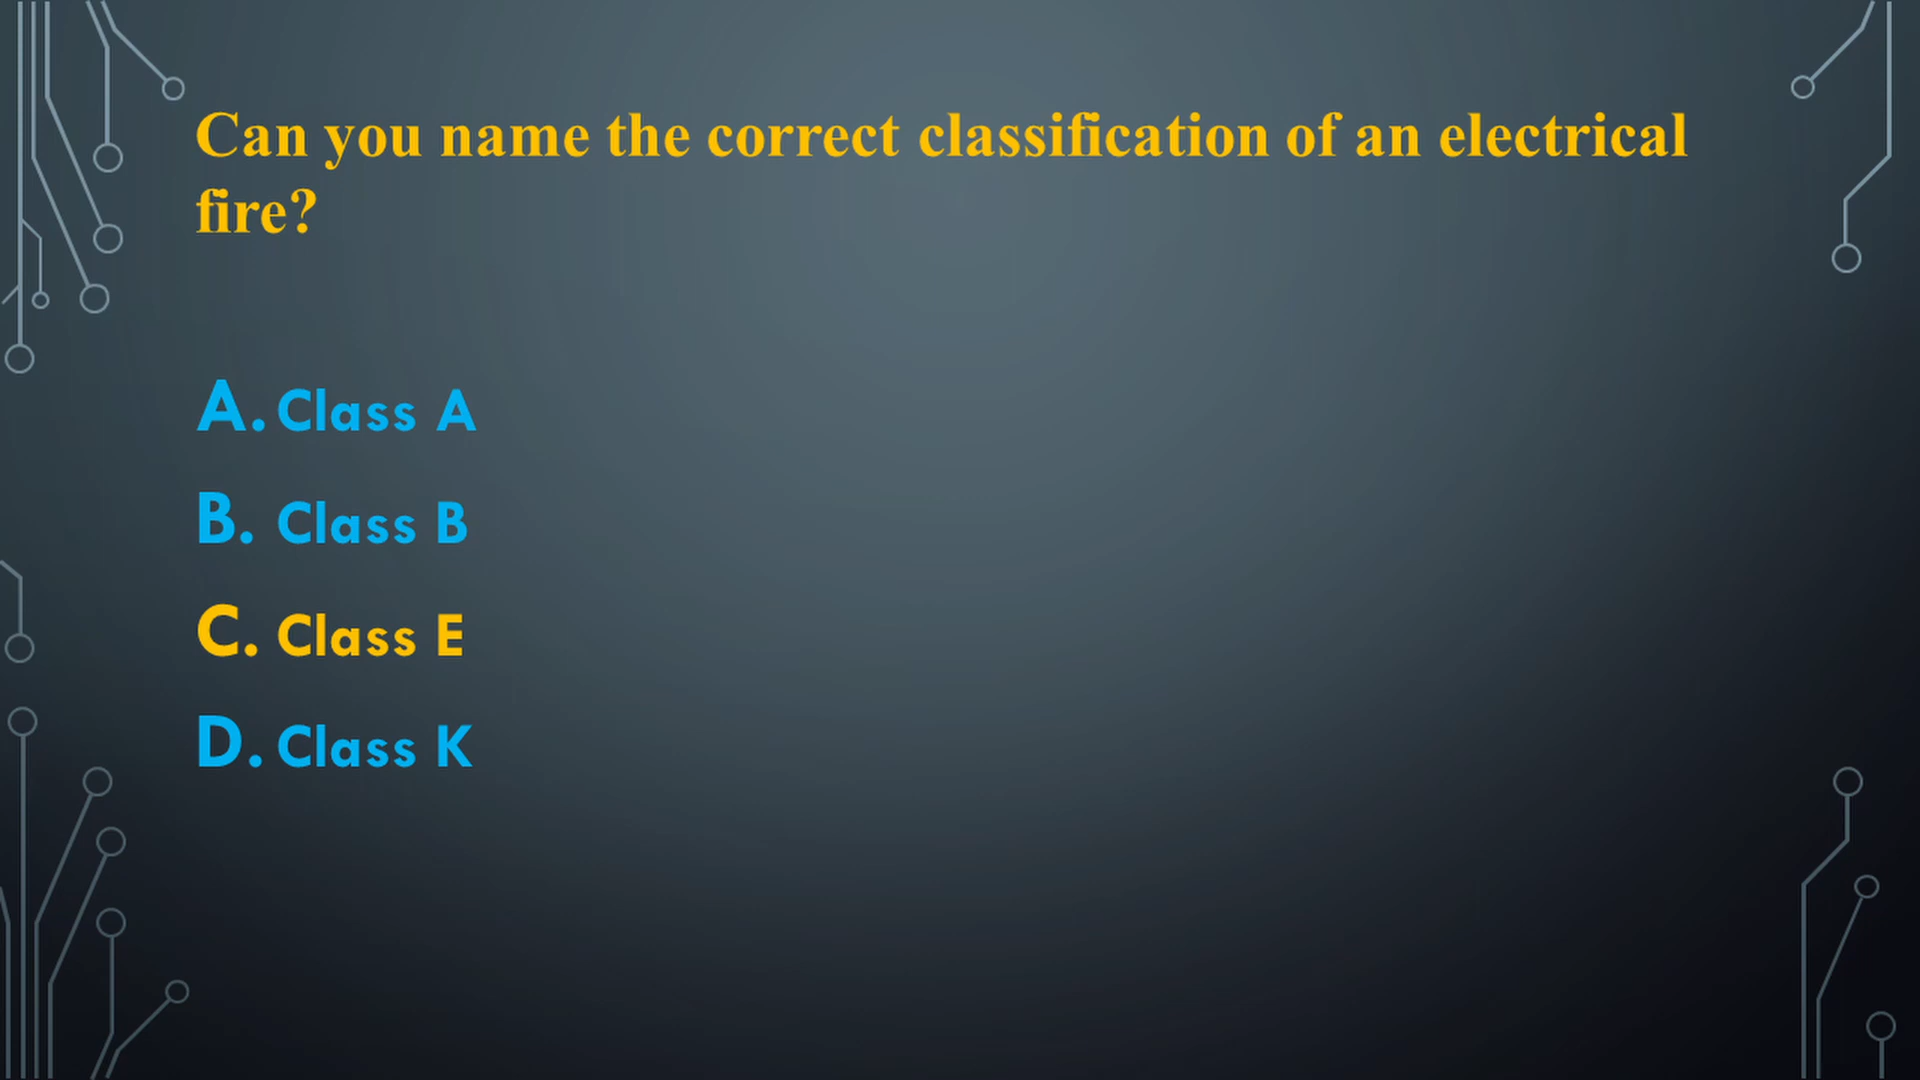 Can you name the correct classification of an electrical
fire?
A. Class A
B. Class B
C. Class E
D. Class K